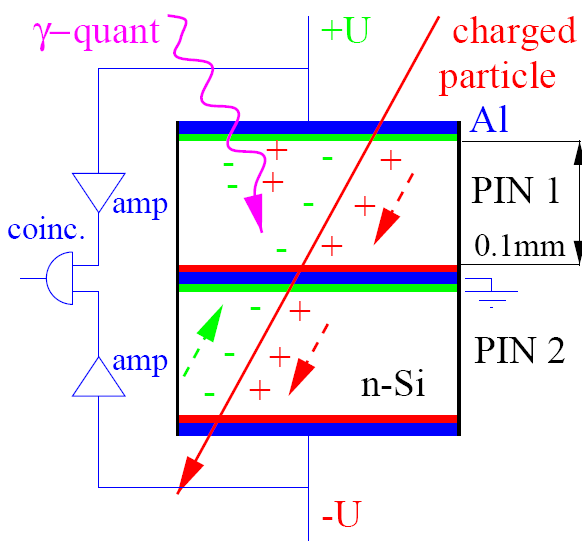 γ−quant
+U
charged
particle
Al
amp
PIN 1
coinc.
0.1mm
amp
PIN 2
n-Si
-U